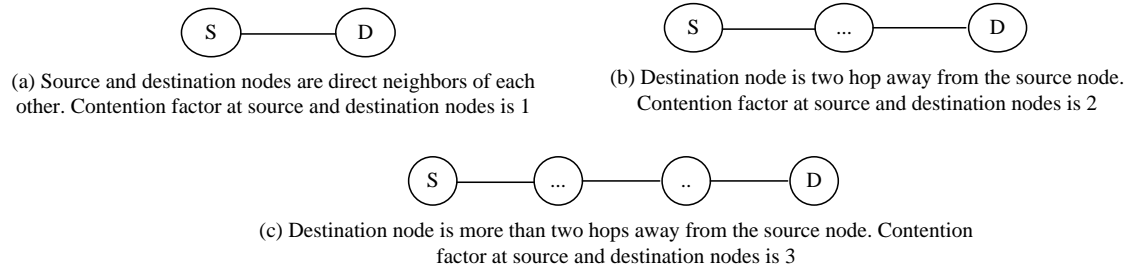 S D
(a) Source and destination nodes are direct neighbors of each
other. Contention factor at source and destination nodes is 1
S ... D
(b) Destination node is two hop away from the source node.
Contention factor at source and destination nodes is 2
S ... .. D
(c) Destination node is more than two hops away from the source node. Contention
factor at source and destination nodes is 3